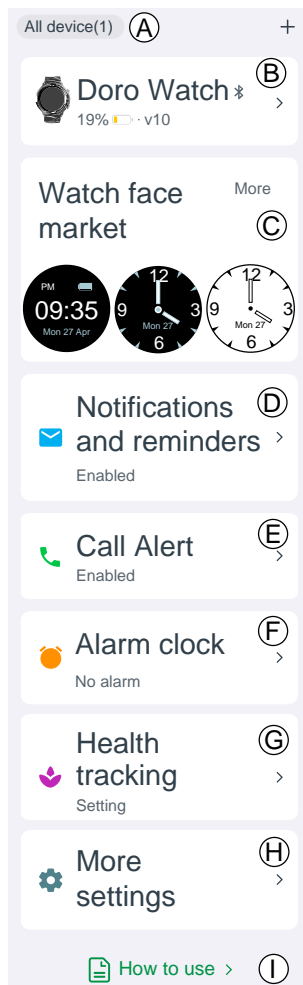 All device(1) A +
B
Doro Watch
19% · v10
Watch face More
market C
PM
09:35
Mon 27 Apr
12
9 3
Mon 27
6
12
9 3
Mon 27
6
Notifications D
and reminders
Enabled
Call Alert E
Enabled
Alarm clock F
No alarm
Health G
tracking
Setting
More H
settings
How to use > I